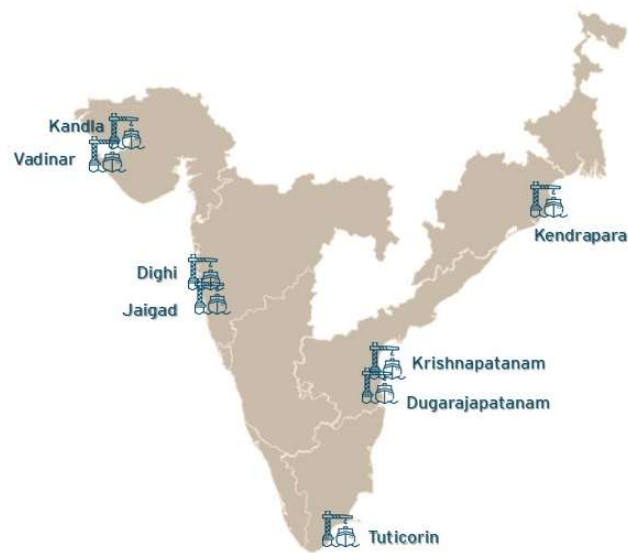 Kandla
Vadinar
Kendrapara
Dighi
Jaigad
Krishnapatanam
Dugarajapatanam
Tuticorin